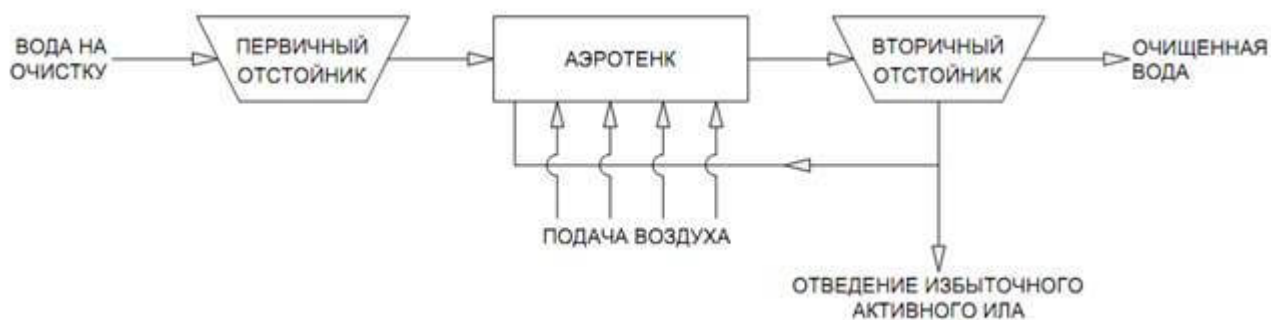 ВОДА НА
ОЧИСТКУ
ПЕРВИЧНЫЙ
ОТСТОЙНИК
АЭРОТЕНК
ВТОРИЧНЫЙ
ОТСТОЙНИК
ОЧИЩЕННАЯ
ВОДА
ПОДАЧА ВОЗДУХА
ОТВЕДЕНИЕ ИЗБЫТОЧНОГО
АКТИВНОГО ИЛА